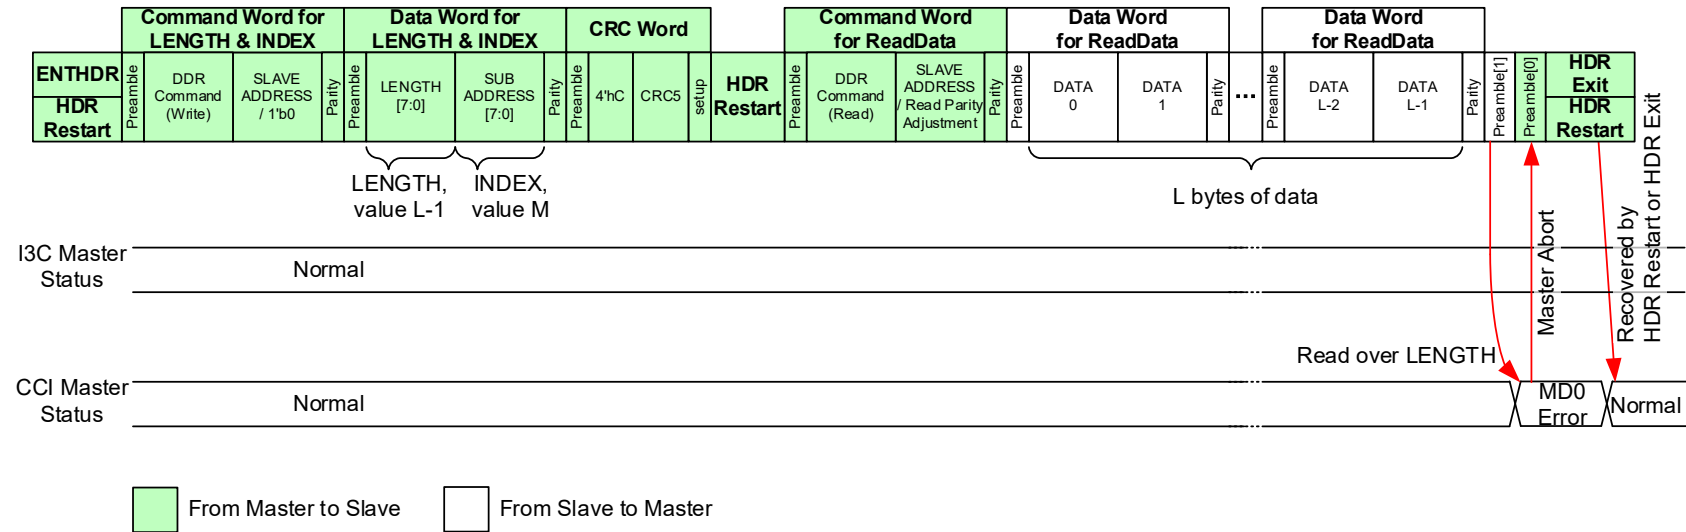 Command Word for
LENGTH & INDEX
Data Word for
LENGTH & INDEX
CRC Word
Command Word
for ReadData
Data Word
for ReadData
Data Word
for ReadData
ENTHDR
HDR
Restart
Preamble
DDR
Command
(Write)
SLAVE
ADDRESS
/ 1'b0
Parity
Preamble
LENGTH
[7:0]
SUB
ADDRESS
[7:0]
Parity
Preamble
4'hC
CRC5
setup
HDR
Restart
Preamble
DDR
Command
(Read)
SLAVE
ADDRESS
/ Read Parity
Adjustment
Parity
Preamble
DATA
0
DATA
1
Parity
...
Preamble
DATA
L-2
DATA
L-1
Parity
Preamble[1]
Preamble[0]
HDR
Exit
HDR
Restart
LENGTH,
value L-1
INDEX,
value M
L bytes of data
Master Abort
Recovered by
HDR Restart or HDR Exit
I3C Master
Status
Normal
Read over LENGTH
CCI Master
Status
Normal
MD0
Error
Normal
From Master to Slave
From Slave to Master